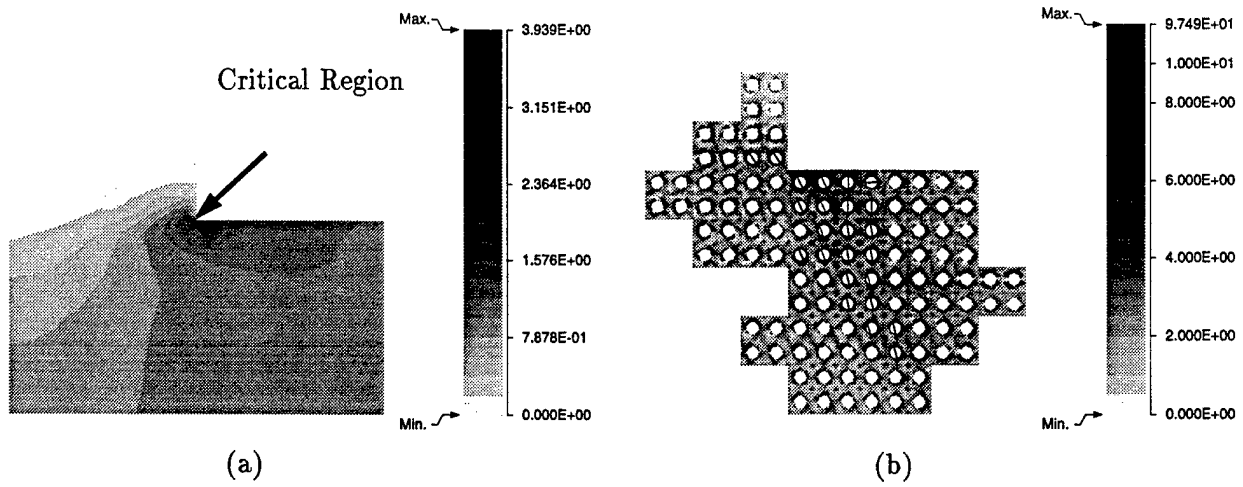 Max.
3.939E+00
Critical Region
3.151E+00
2.364E+00
1.576E+00
7.878E-01
0.000E+00
Min.
(a)
Max.
9.749E+01
1.000E+01
8.000E+00
6.000E+00
4.000E+00
2.000E+00
0.000E+00
Min.
(b)